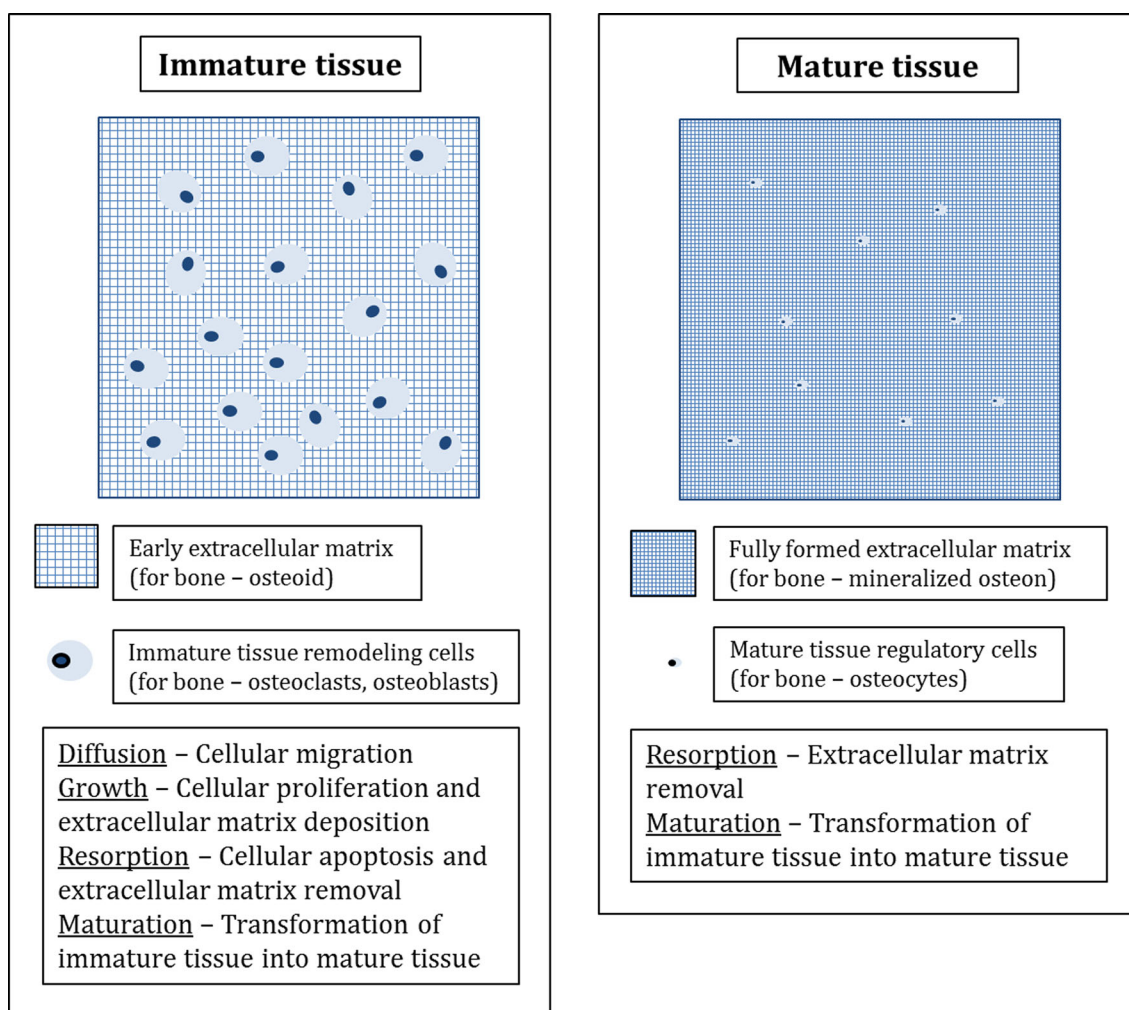 Immature tissue
Early extracellular matrix
(for bone – osteoid)
Immature tissue remodeling cells
(for bone – osteoclasts, osteoblasts)
Diffusion – Cellular migration
Growth – Cellular proliferation and
extracellular matrix deposition
Resorption – Cellular apoptosis and
extracellular matrix removal
Maturation – Transformation of
immature tissue into mature tissue
Mature tissue
Fully formed extracellular matrix
(for bone – mineralized osteon)
Mature tissue regulatory cells
(for bone – osteocytes)
Resorption – Extracellular matrix
removal
Maturation – Transformation of
immature tissue into mature tissue